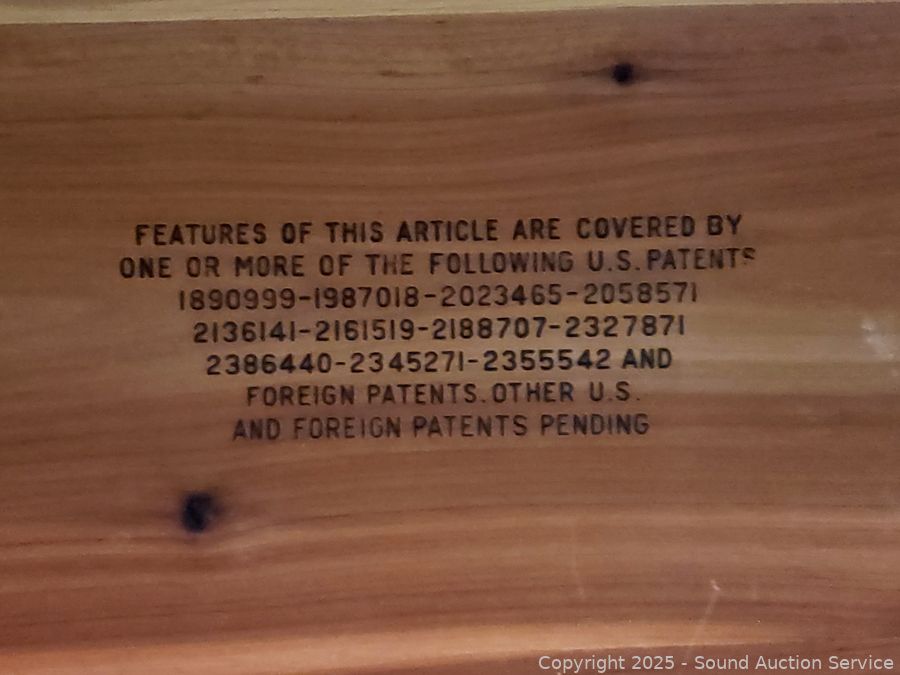 FEATURES OF THIS ARTICLE ARE COVERED BY
ONE OR MORE OF THE FOLLOWING U.S. PATENTS
1890999-1987018-2023465-2058571
2136141-2161519-2188707-2327871
2386440-2345271-2355542 AND
FOREIGN PATENTS. OTHER U.S.
AND FOREIGN PATENTS PENDING
Copyright © 2025 - Sound Auction Service